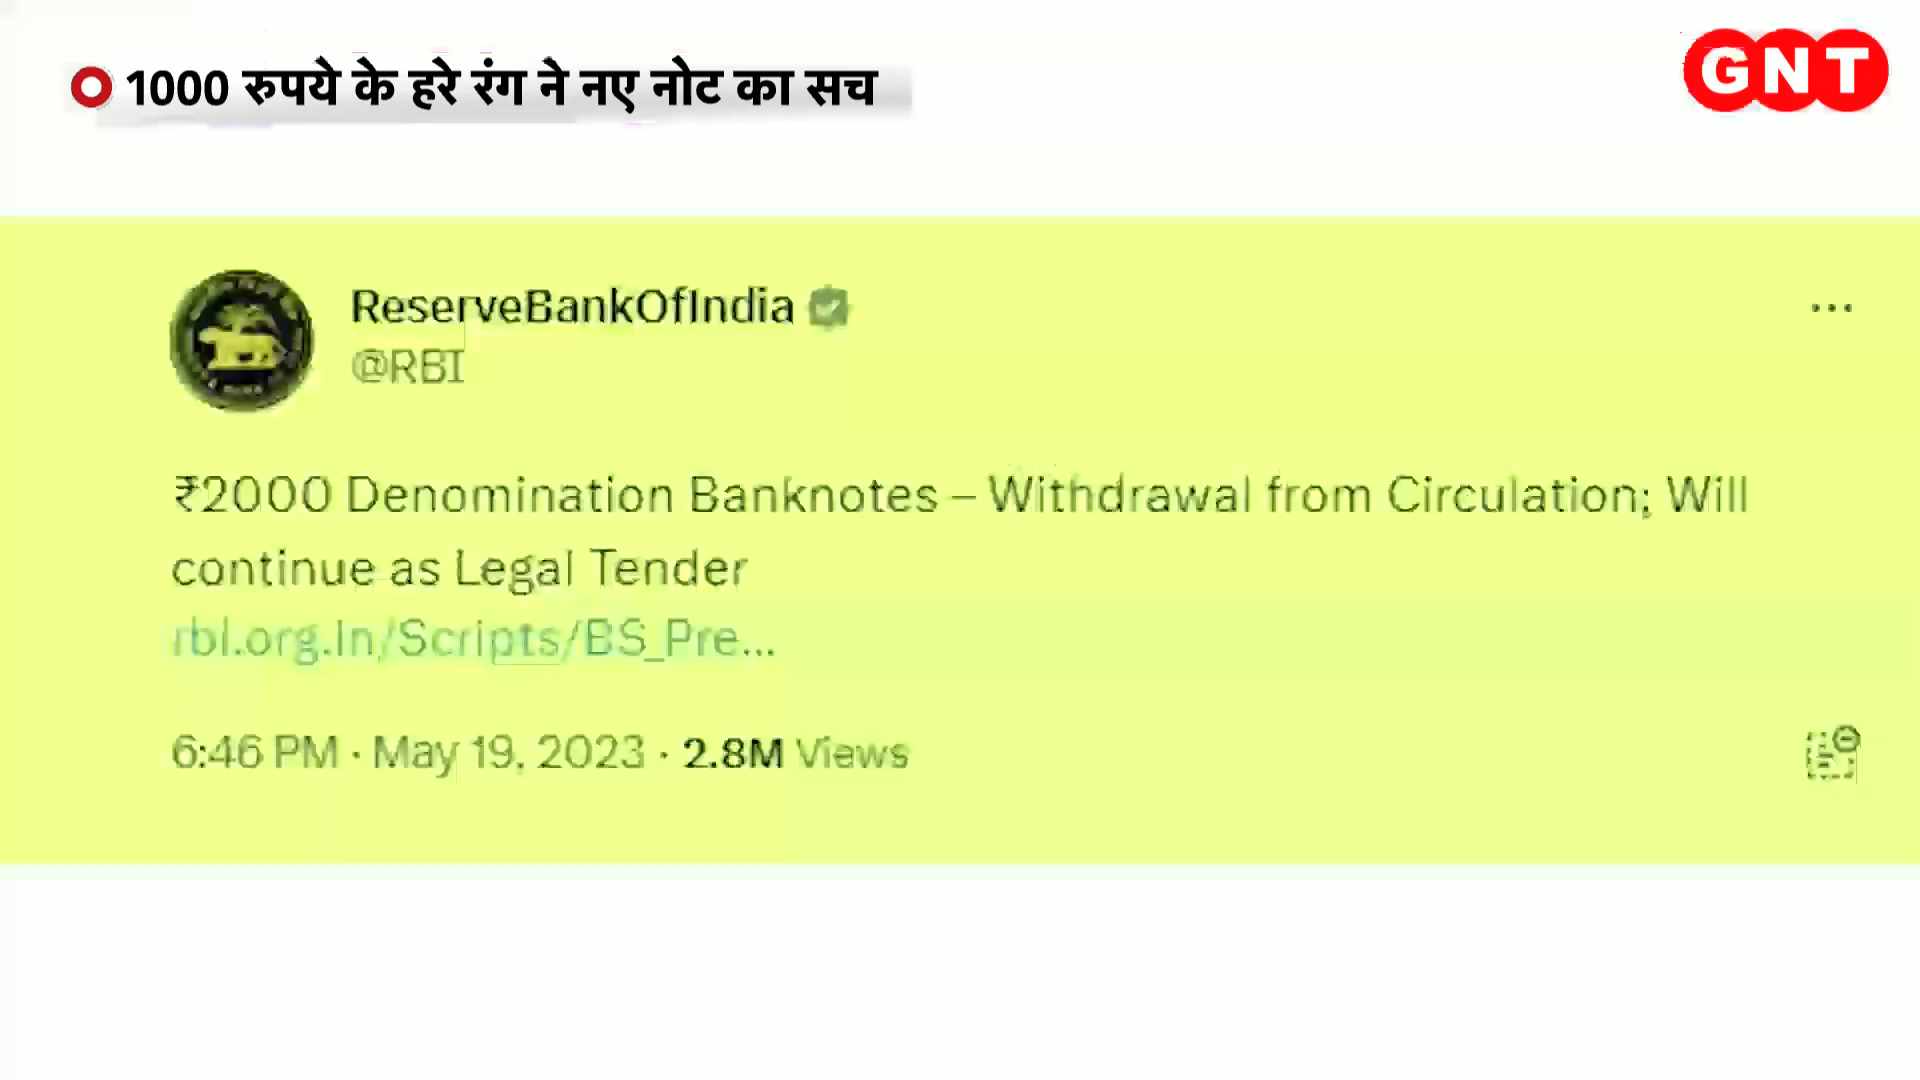 1000 रुपये के हरे रंग ने नए नोट का सच
GNT
ReserveBankOfIndia
@RBI
₹2000 Denomination Banknotes – Withdrawal from Circulation; Will
continue as Legal Tender
rbi.org.in/Scripts/BS_Pre...
6:46 PM · May 19, 2023 · 2.8M Views